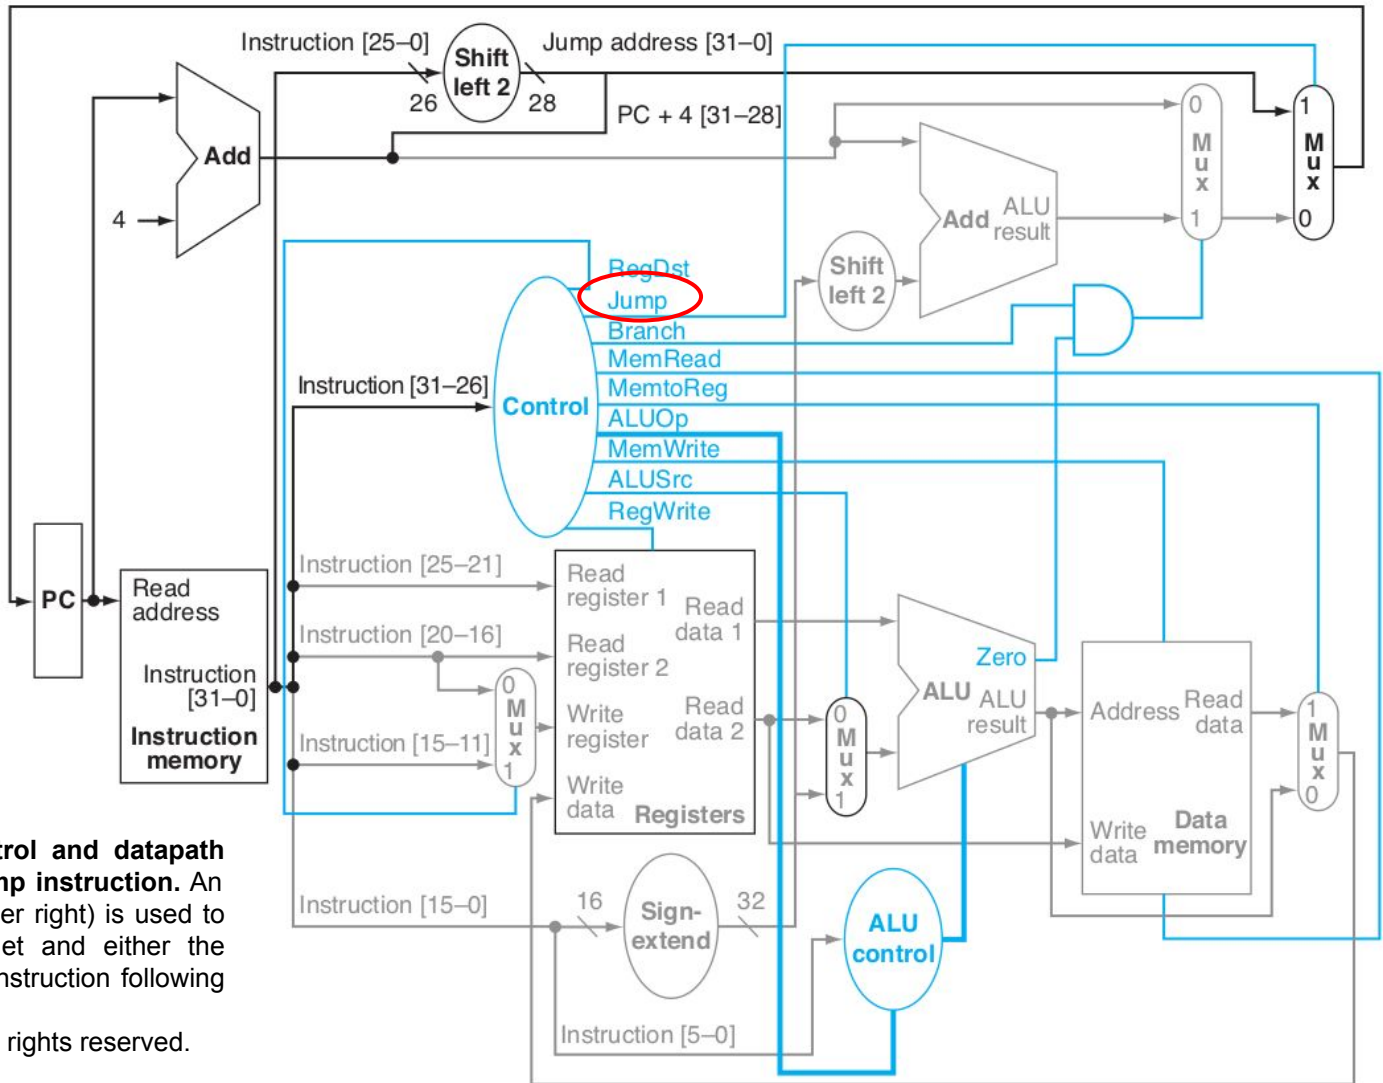 Instruction [25–0]
Shift
left 2
Jump address [31–0]
26
28
PC + 4 [31–28]
Add
4
0
M
u
x
1
1
M
u
x
0
Add
ALU
result
Shift
left 2
RegDst
Jump
Branch
MemRead
MemtoReg
ALUOp
MemWrite
ALUSrc
RegWrite
Instruction [31–26]
Control
PC
Read
address
Instruction
[31–0]
Instruction
memory
Instruction [25–21]
Instruction [20–16]
Instruction [15–11]
0
M
u
x
1
Read
register 1
Read
register 2
Write
register
Write
data
Read
data 1
Read
data 2
Registers
0
M
u
x
1
Zero
ALU
ALU
result
Address
Read
data
Write
data
Data
memory
1
M
u
x
0
Instruction [15–0]
16
Sign-
extend
32
ALU
control
Instruction [5–0]
trol and datapath
mp instruction. An
er right) is used to
et and either the
nstruction following
rights reserved.